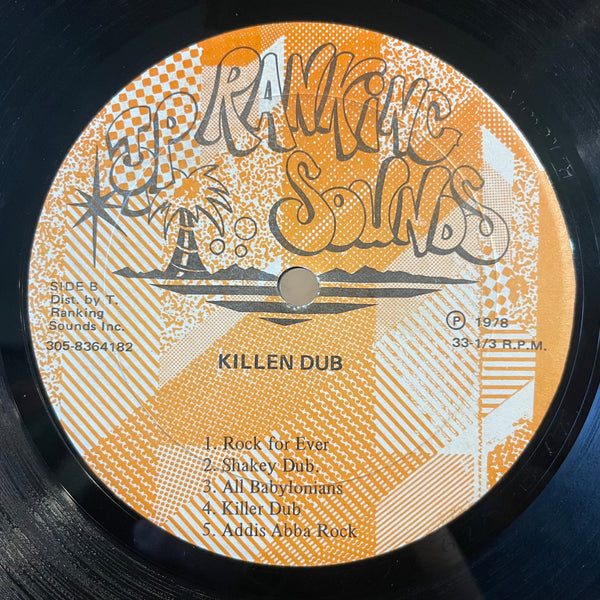 JP RANKING
SOUNDS
SIDE B
Dist. by T.
Ranking
Sounds Inc.
305-8364182
Ⓟ 1978
33-1/3 R.P.M.
KILLEN DUB
1. Rock for Ever
2. Shakey Dub.
3. All Babylonians
4. Killer Dub
5. Addis Abba Rock